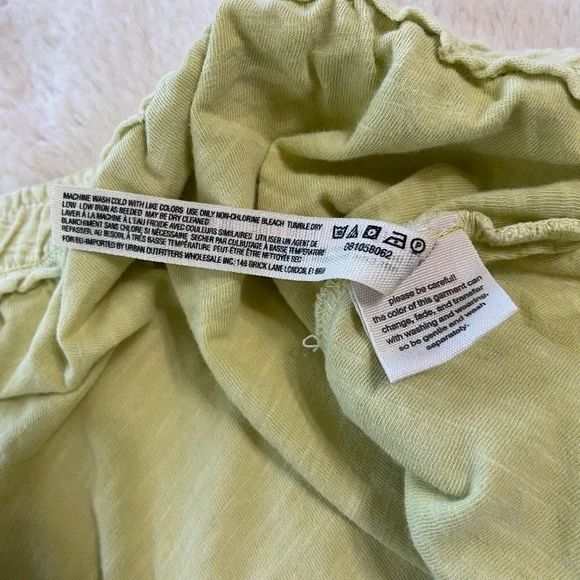 MACHINE WASH COLD WITH LIKE COLORS USE ONLY NON-CHLORINE BLEACH TUMBLE DRY
LOW LOW IRON AS NEEDED MAY BE DRY CLEANED
LAVER À LA MACHINE À L'EAU FROIDE AVEC COULEURS SIMILAIRES UTILISER UN AGENT DE
BLANCHIMENT SANS CHLORE SI NÉCESSAIRE SÉCHER PAR CULBUTAGE À BASSE TEMPÉRATURE
REPASSER AU BESOIN À TRÈS BASSE TEMPÉRATURE PEUT ÊTRE NETTOYÉ À SEC
FOR EU-IMPORTED BY URBAN OUTFITTERS WHOLESALE INC. 146 BRICK LANE LONDON, E1 6RU
P
08105B062
please be careful!
the color of this garment can
change, fade, and transfer
with washing and wearing.
so be gentle and wash
separately.